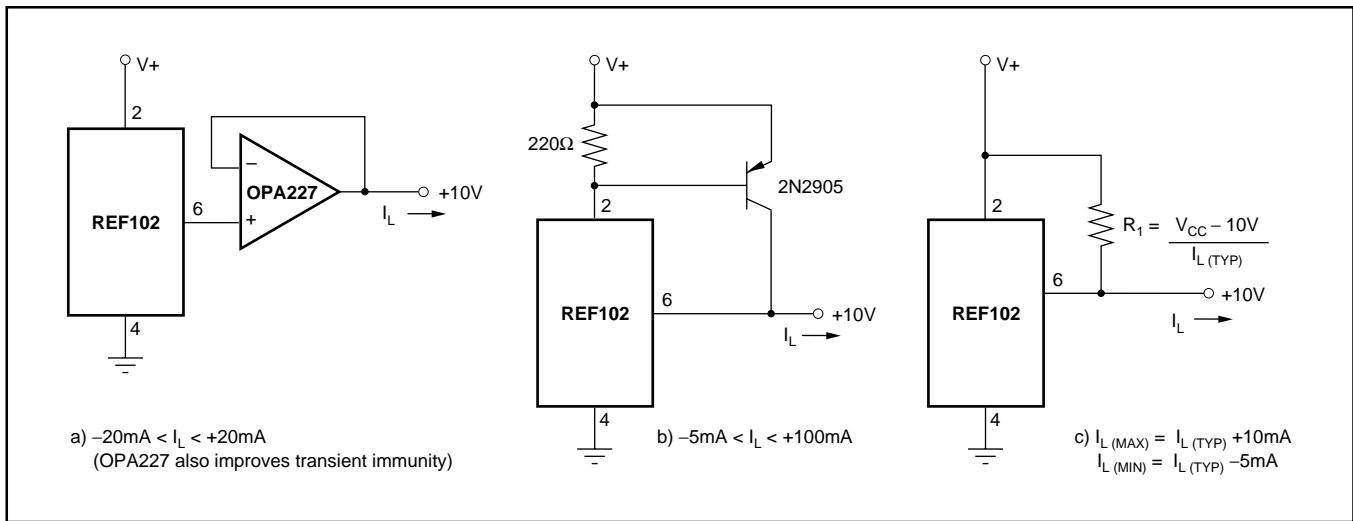 V+
2
REF102
6
4
−
+
OPA227
+10V
I_L
a) –20mA < I_L < +20mA
(OPA227 also improves transient immunity)
V+
220Ω
2N2905
2
REF102
6
+10V
I_L
4
b) –5mA < I_L < +100mA
V+
2
R_1 = V_CC – 10V
I_L (TYP)
6
REF102
+10V
I_L
4
c) I_L (MAX) = I_L (TYP) +10mA
I_L (MIN) = I_L (TYP) –5mA